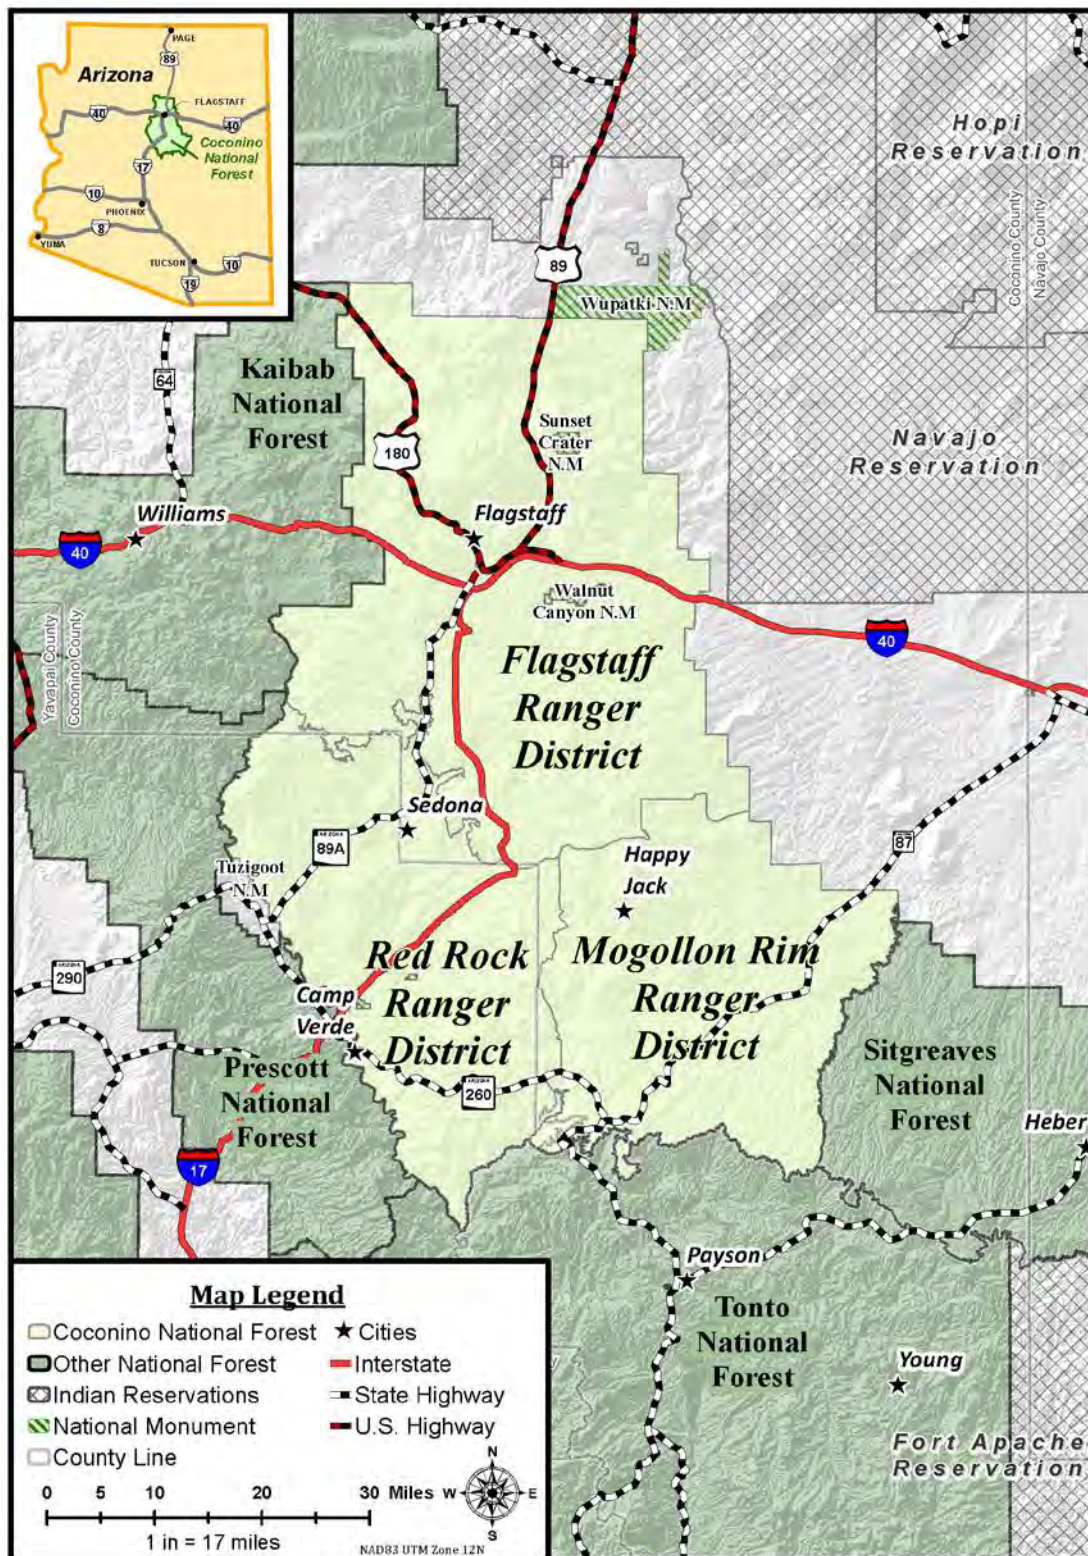 PAGE
89
Arizona
FLAGSTAFF
40
40
Coconino
National
Forest
17
10
PHOENIX
8
YUMA
TUCSON
10
19
Hopi
Reservation
Coconino County
Navajo County
89
Wupatki N.M
64
Kaibab
National
Forest
Sunset
Crater
N.M
180
Navajo
Reservation
Williams
Flagstaff
40
Walnut
Canyon N.M
40
Yavapai County
Coconino County
Flagstaff
Ranger
District
Sedona
ARIZONA
89A
87
Happy
Jack
Tuzigoot
N.M
Red Rock
Ranger
District
Mogollon Rim
Ranger
District
ARIZONA
290
Camp
Verde
Prescott
National
Forest
ARIZONA
260
Sitgreaves
National
Forest
Heber
17
Payson
Tonto
National
Forest
Young
Fort Apache
Reservation
Map Legend
Coconino National Forest
Cities
Other National Forest
Interstate
Indian Reservations
State Highway
National Monument
U.S. Highway
County Line
N
W
E
S
0 5 10 20 30 Miles
1 in = 17 miles
NAD83 UTM Zone 12N